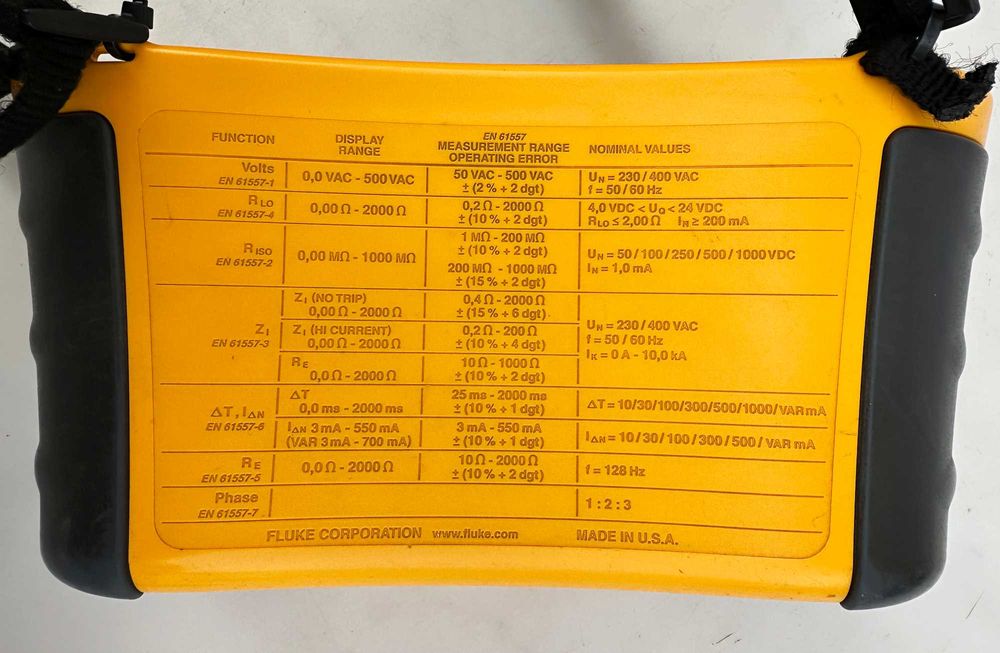 FUNCTION DISPLAY RANGE EN 61557 MEASUREMENT RANGE OPERATING ERROR NOMINAL VALUES
Volts 0,0 VAC - 500 VAC 50 VAC - 500 VAC UN = 230 / 400 VAC
EN 61557-1 ± (2 % + 2 dgt) f = 50 / 60 Hz
R LO 0,00 Ω - 2000 Ω 0,2 Ω - 2000 Ω 4,0 VDC < UQ < 24 VDC
EN 61557-4 ± (10 % + 2 dgt) RLO ≤ 2,00 Ω IN ≥ 200 mA
R ISO 0,00 MΩ - 1000 MΩ 1 MΩ - 200 MΩ UN = 50 / 100 / 250 / 500 / 1000 VDC
EN 61557-2 ± (10 % + 2 dgt) IN = 1,0 mA
200 MΩ - 1000 MΩ
± (15 % + 2 dgt)
ZI ZI (NO TRIP) 0,4 Ω - 2000 Ω UN = 230 / 400 VAC
EN 61557-3 0,00 Ω - 2000 Ω ± (15 % + 6 dgt) f = 50 / 60 Hz
ZI (HI CURRENT) 0,2 Ω - 200 Ω IK = 0 A - 10,0 kA
0,00 Ω - 2000 Ω ± (10 % + 4 dgt)
RE 10 Ω - 1000 Ω
0,0 Ω - 2000 Ω ± (10 % + 2 dgt)
ΔT , IΔN ΔT 25 ms - 2000 ms ΔT = 10/30/100/300/500/1000/ VAR mA
EN 61557-6 0,0 ms - 2000 ms ± (10 % + 1 dgt)
IΔN 3 mA - 550 mA 3 mA - 550 mA IΔN = 10 / 30 / 100 / 300 / 500 / VAR mA
(VAR 3 mA - 700 mA) ± (10 % + 1 dgt)
RE 0,0 Ω - 2000 Ω 10 Ω - 2000 Ω f = 128 Hz
EN 61557-5 ± (10 % + 2 dgt)
Phase 1 : 2 : 3
EN 61557-7
FLUKE CORPORATION www.fluke.com MADE IN U.S.A.